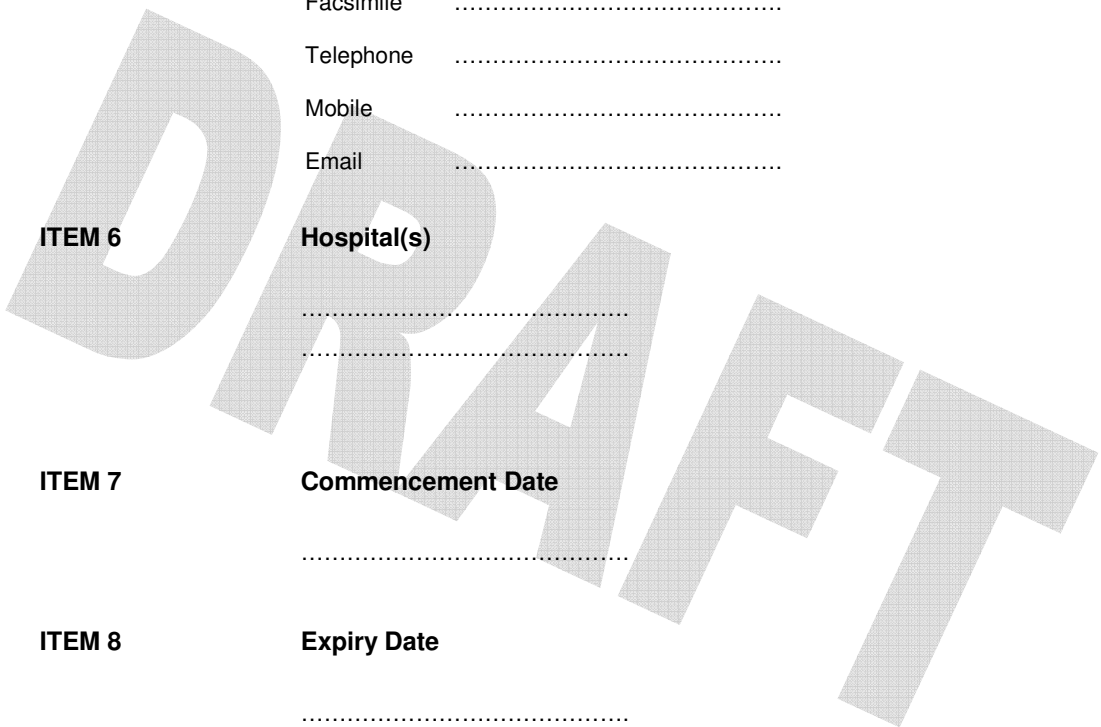 Facsimile …………………………………….
Telephone …………………………………….
Mobile …………………………………….
Email …………………………………….
ITEM 6 Hospital(s)
…………………………………….
…………………………………….
ITEM 7 Commencement Date
…………………………………….
ITEM 8 Expiry Date
…………………………………….
DRAFT